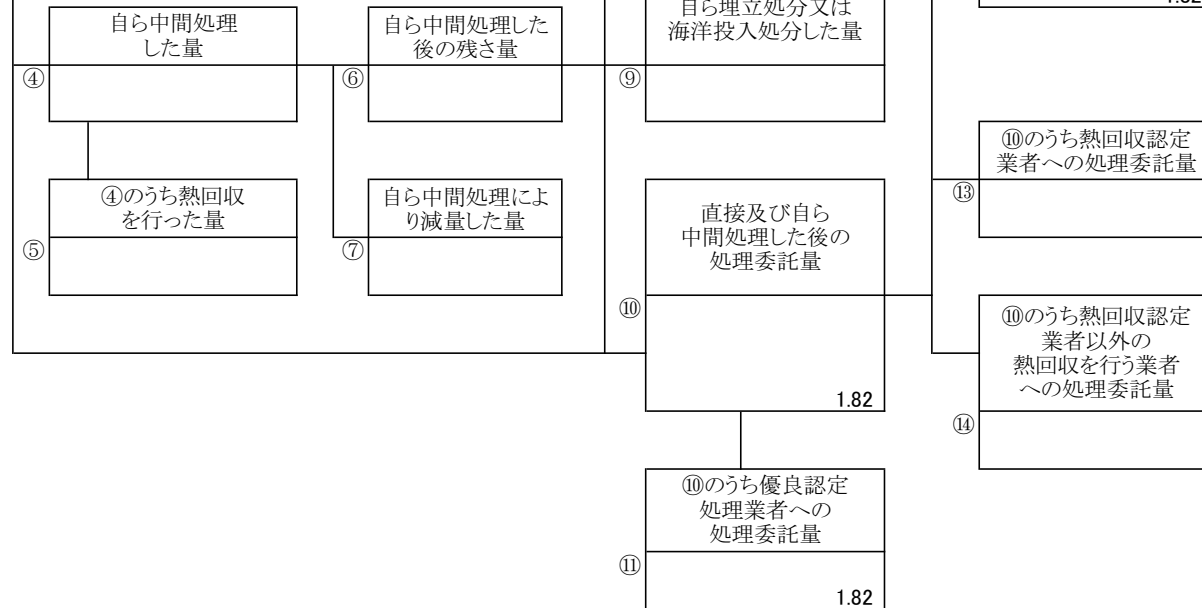 自ら中間処理
した量
④
自ら中間処理した
後の残さ量
⑥
自ら埋立処分又は
海洋投入処分した量
⑨
④のうち熱回収
を行った量
⑤
自ら中間処理によ
り減量した量
⑦
直接及び自ら
中間処理した後の
処理委託量
⑩
1.82
⑩のうち優良認定
処理業者への
処理委託量
⑪
1.82
⑩のうち熱回収認定
業者への処理委託量
⑬
⑩のうち熱回収認定
業者以外の
熱回収を行う業者
への処理委託量
⑭